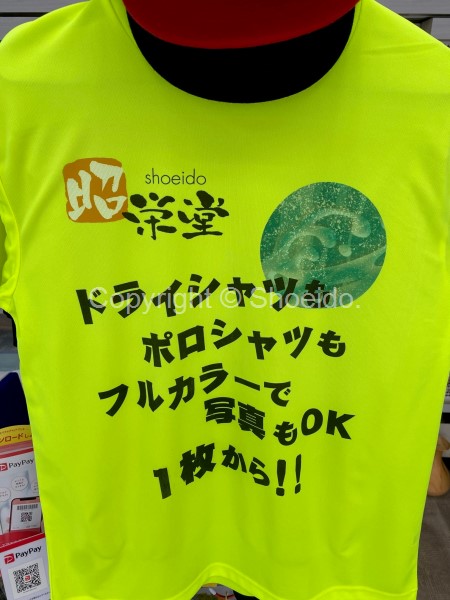 shoeido
昭栄堂
ドライシャツも
Copyright © Shoeido.
ポロシャツも
フルカラーで
写真もOK
1枚から!!
PayPay
PayPay